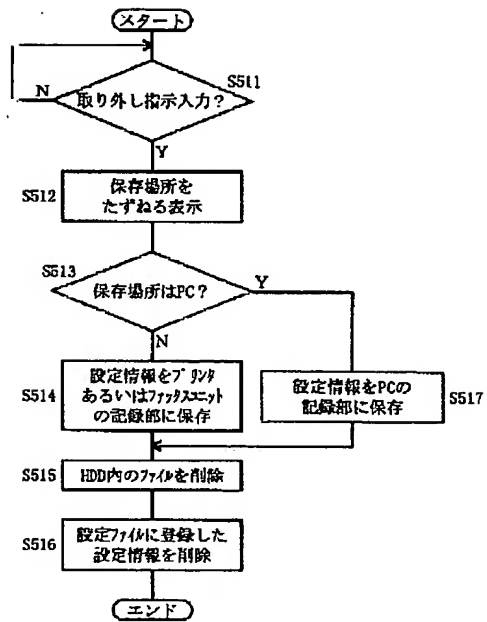 スタート
S511
取り外し指示入力?
N
Y
S512
保存場所を
たずねる表示
S513
保存場所はPC?
Y
N
S514
設定情報をプリンタ
あるいはファックスユニット
の記録部に保存
設定情報をPCの
記録部に保存
S517
S515
HDD内のファイルを削除
S516
設定ファイルに登録した
設定情報を削除
エンド